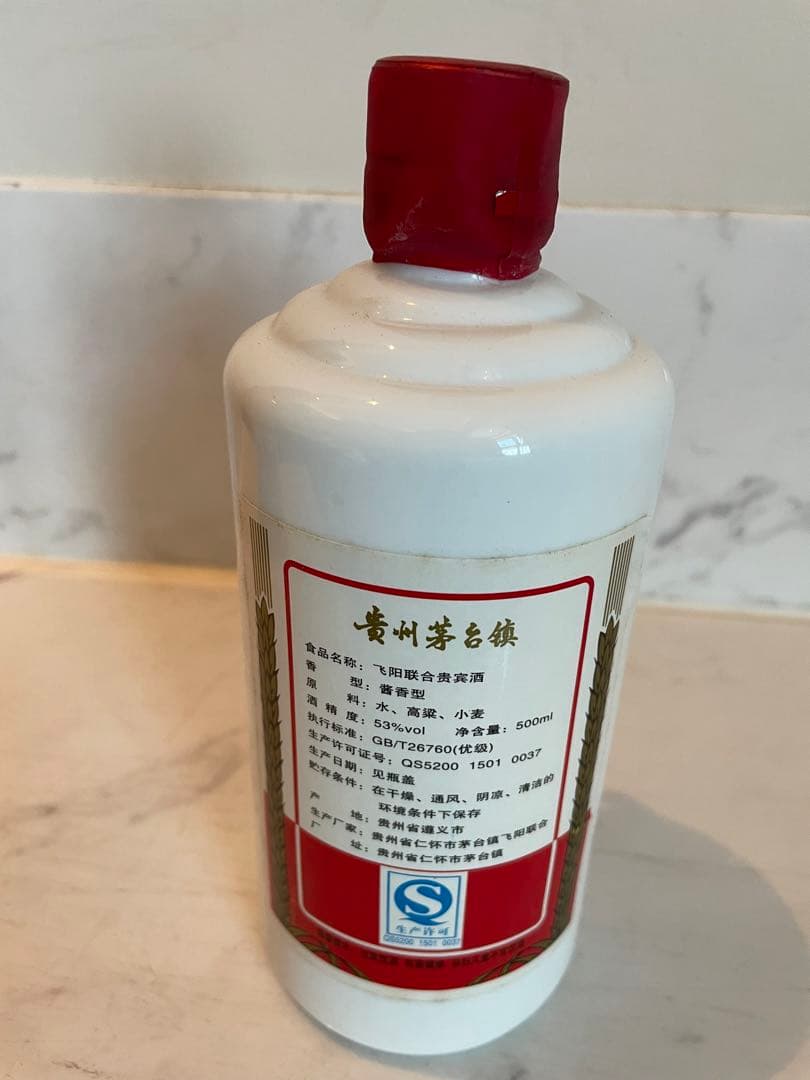 贵州茅台镇
食品名称：飞阳联合贵宾酒
香 型：酱香型
原 料：水、高粱、小麦
酒 精 度：53%vol 净含量：500ml
执行标准：GB/T26760(优级)
生产许可证号：QS5200 1501 0037
生产日期：见瓶盖
贮存条件：在干燥、通风、阴凉、清洁的
环境条件下保存
产 地：贵州省遵义市
生产厂家：贵州省仁怀市茅台镇飞阳联合
厂 址：贵州省仁怀市茅台镇
生产许可
QS5200 1501 0037